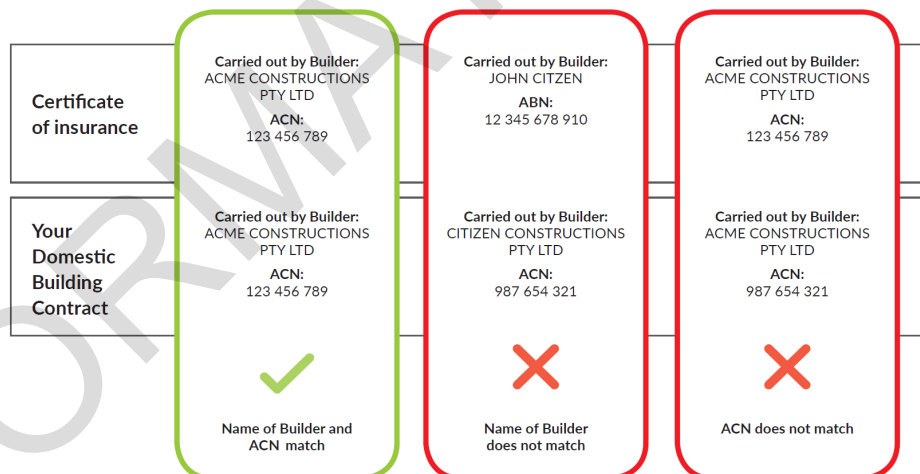 Certificate
of insurance
Carried out by Builder:
ACME CONSTRUCTIONS
PTY LTD
ACN:
123 456 789
Carried out by Builder:
JOHN CITZEN
ABN:
12 345 678 910
Carried out by Builder:
ACME CONSTRUCTIONS
PTY LTD
ACN:
123 456 789
Your
Domestic
Building
Contract
Carried out by Builder:
ACME CONSTRUCTIONS
PTY LTD
ACN:
123 456 789
Carried out by Builder:
CITIZEN CONSTRUCTIONS
PTY LTD
ACN:
987 654 321
Carried out by Builder:
ACME CONSTRUCTIONS
PTY LTD
ACN:
987 654 321
Name of Builder and
ACN match
Name of Builder
does not match
ACN does not match
ORMA